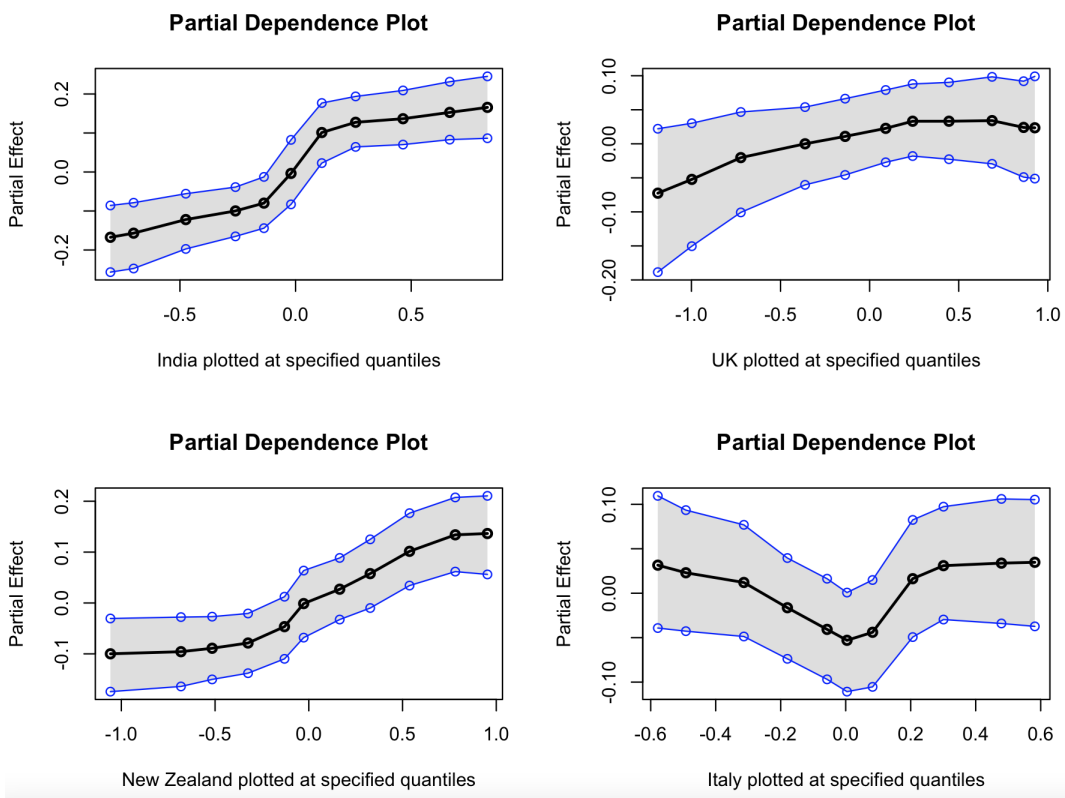 Partial Dependence Plot
Partial Effect
0.2
0.0
-0.2
-0.5
0.0
0.5
India plotted at specified quantiles
Partial Dependence Plot
Partial Effect
0.10
0.00
-0.10
-0.20
-1.0
-0.5
0.0
0.5
1.0
UK plotted at specified quantiles
Partial Dependence Plot
Partial Effect
0.2
0.1
0.0
-0.1
-1.0
-0.5
0.0
0.5
1.0
New Zealand plotted at specified quantiles
Partial Dependence Plot
Partial Effect
0.10
0.00
-0.10
-0.6
-0.4
-0.2
0.0
0.2
0.4
0.6
Italy plotted at specified quantiles